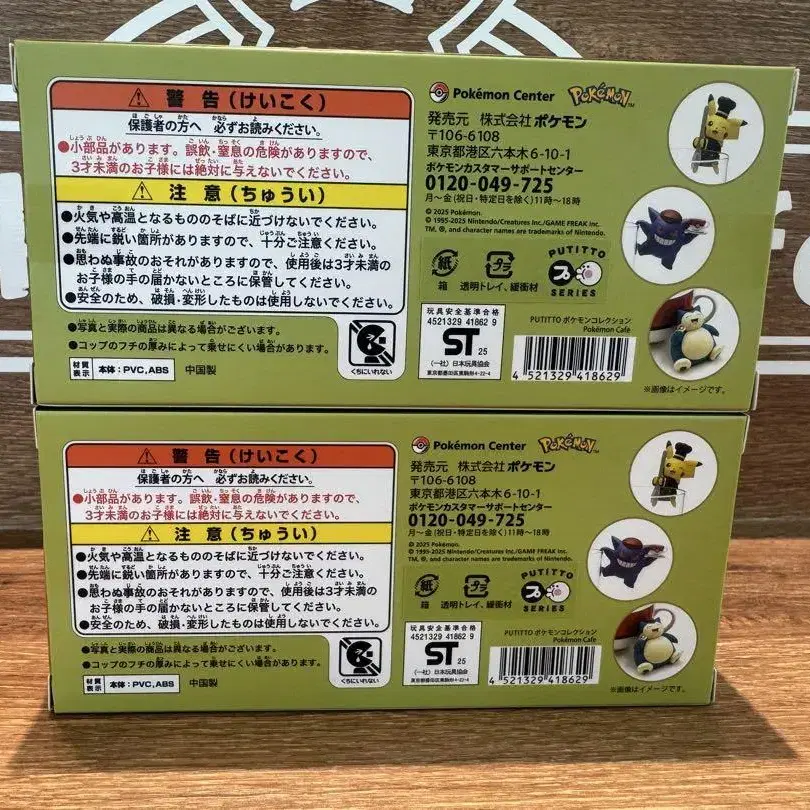 警告(けいこく)
保護者の方へ 必ずお読みください。
●小部品があります。誤飲・窒息の危険がありますので、
3才未満のお子様には絶対に与えないでください。
注意(ちゅうい)
●火気や高温となるもののそばに近づけないでください。
●先端に鋭い箇所がありますので、十分ご注意ください。
●思わぬ事故のおそれがありますので、使用後は3才未満の
お子様の手の届かないところに保管してください。
●安全のため、破損・変形したものは使用しないでください。
●写真と実際の商品は異なる場合がございます。
●コップのフチの厚みによって乗せにくい場合がございます。
材質表示
本体:PVC,ABS
中国製
くちにいれない
Pokémon Center
POKÉMON
発売元 株式会社ポケモン
〒106-6108
東京都港区六本木6-10-1
ポケモンカスタマーサポートセンター
0120-049-725
月〜金(祝日・特定日を除く)11時〜18時
© 2025 Pokémon.
© 1995-2025 Nintendo/Creatures Inc./GAME FREAK inc.
TM, ®, and character names are trademarks of Nintendo.
紙
箱
プラ
透明トレイ、緩衝材
PUTITTO
SERIES
玩具安全基準合格
4521329 41862 9
ST 25
(一社)日本玩具協会
東京都墨田区東駒形4-22-4
PUTITTO ポケモンコレクション
Pokémon Café
4 521329 418629
※画像はイメージです。
警告(けいこく)
保護者の方へ 必ずお読みください。
●小部品があります。誤飲・窒息の危険がありますので、
3才未満のお子様には絶対に与えないでください。
注意(ちゅうい)
●火気や高温となるもののそばに近づけないでください。
●先端に鋭い箇所がありますので、十分ご注意ください。
●思わぬ事故のおそれがありますので、使用後は3才未満の
お子様の手の届かないところに保管してください。
●安全のため、破損・変形したものは使用しないでください。
●写真と実際の商品は異なる場合がございます。
●コップのフチの厚みによって乗せにくい場合がございます。
材質表示
本体:PVC,ABS
中国製
くちにいれない
Pokémon Center
POKÉMON
発売元 株式会社ポケモン
〒106-6108
東京都港区六本木6-10-1
ポケモンカスタマーサポートセンター
0120-049-725
月〜金(祝日・特定日を除く)11時〜18時
© 2025 Pokémon.
© 1995-2025 Nintendo/Creatures Inc./GAME FREAK inc.
TM, ®, and character names are trademarks of Nintendo.
紙
箱
プラ
透明トレイ、緩衝材
PUTITTO
SERIES
玩具安全基準合格
4521329 41862 9
ST 25
(一社)日本玩具協会
東京都墨田区東駒形4-22-4
PUTITTO ポケモンコレクション
Pokémon Café
4 521329 418629
※画像はイメージです。